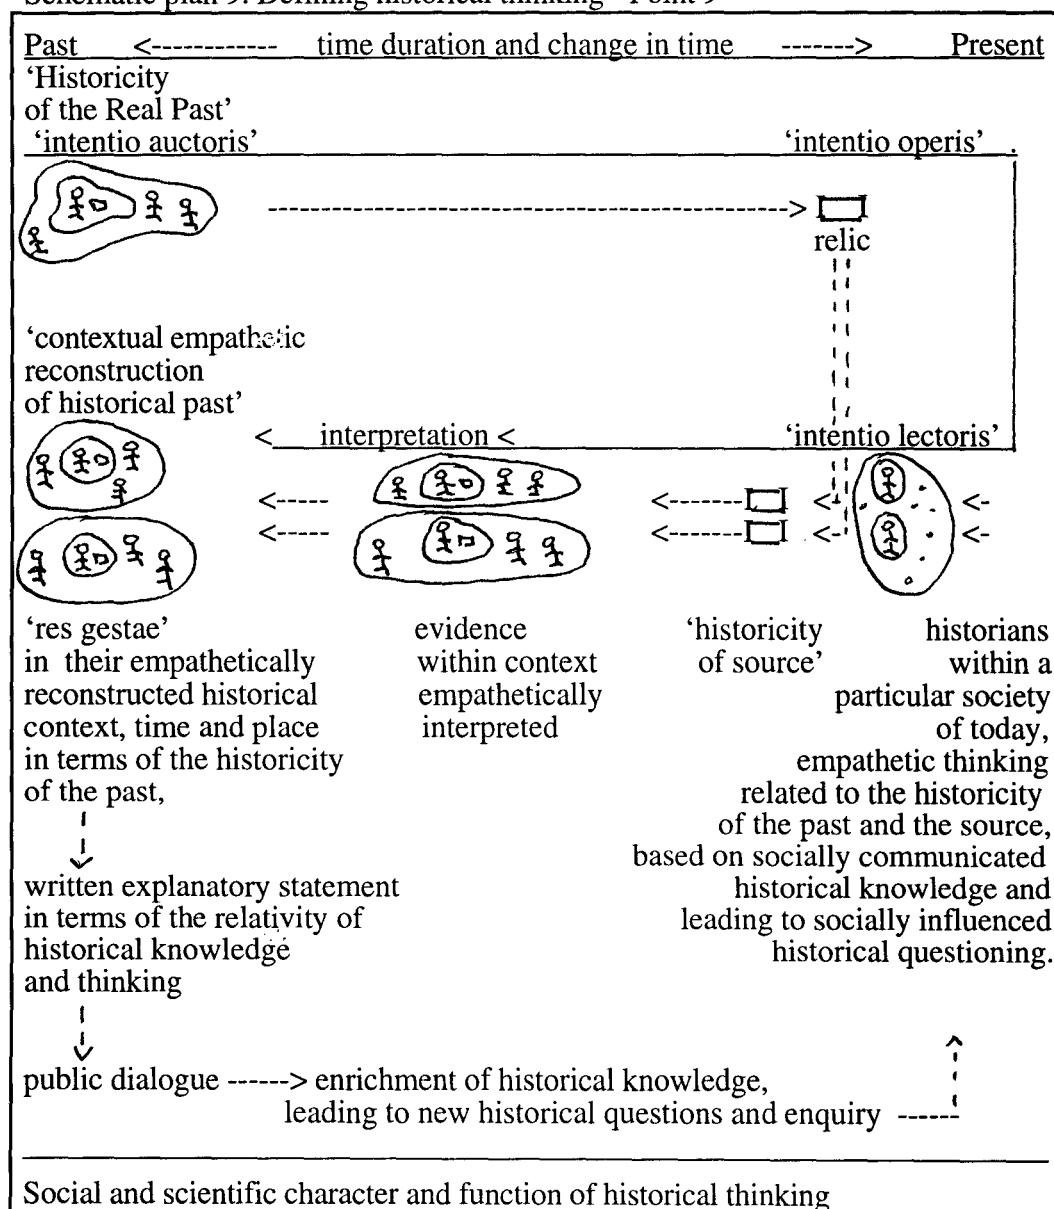 Schematic plan 9: Defining historical thinking - Point 9
Past <------------ time duration and change in time -------> Present
'Historicity
of the Real Past'
'intentio auctoris' 'intentio operis'
relic
'contextual empathetic
reconstruction
of historical past'
< interpretation < 'intentio lectoris'
'res gestae' evidence 'historicity historians
in their empathetically within context of source' within a
reconstructed historical empathetically particular society
context, time and place interpreted of today,
in terms of the historicity empathetic thinking
of the past, related to the historicity
of the past and the source,
based on socially communicated
written explanatory statement historical knowledge and
in terms of the relativity of leading to socially influenced
historical knowledge historical questioning.
and thinking
public dialogue ------> enrichment of historical knowledge,
leading to new historical questions and enquiry ------
Social and scientific character and function of historical thinking